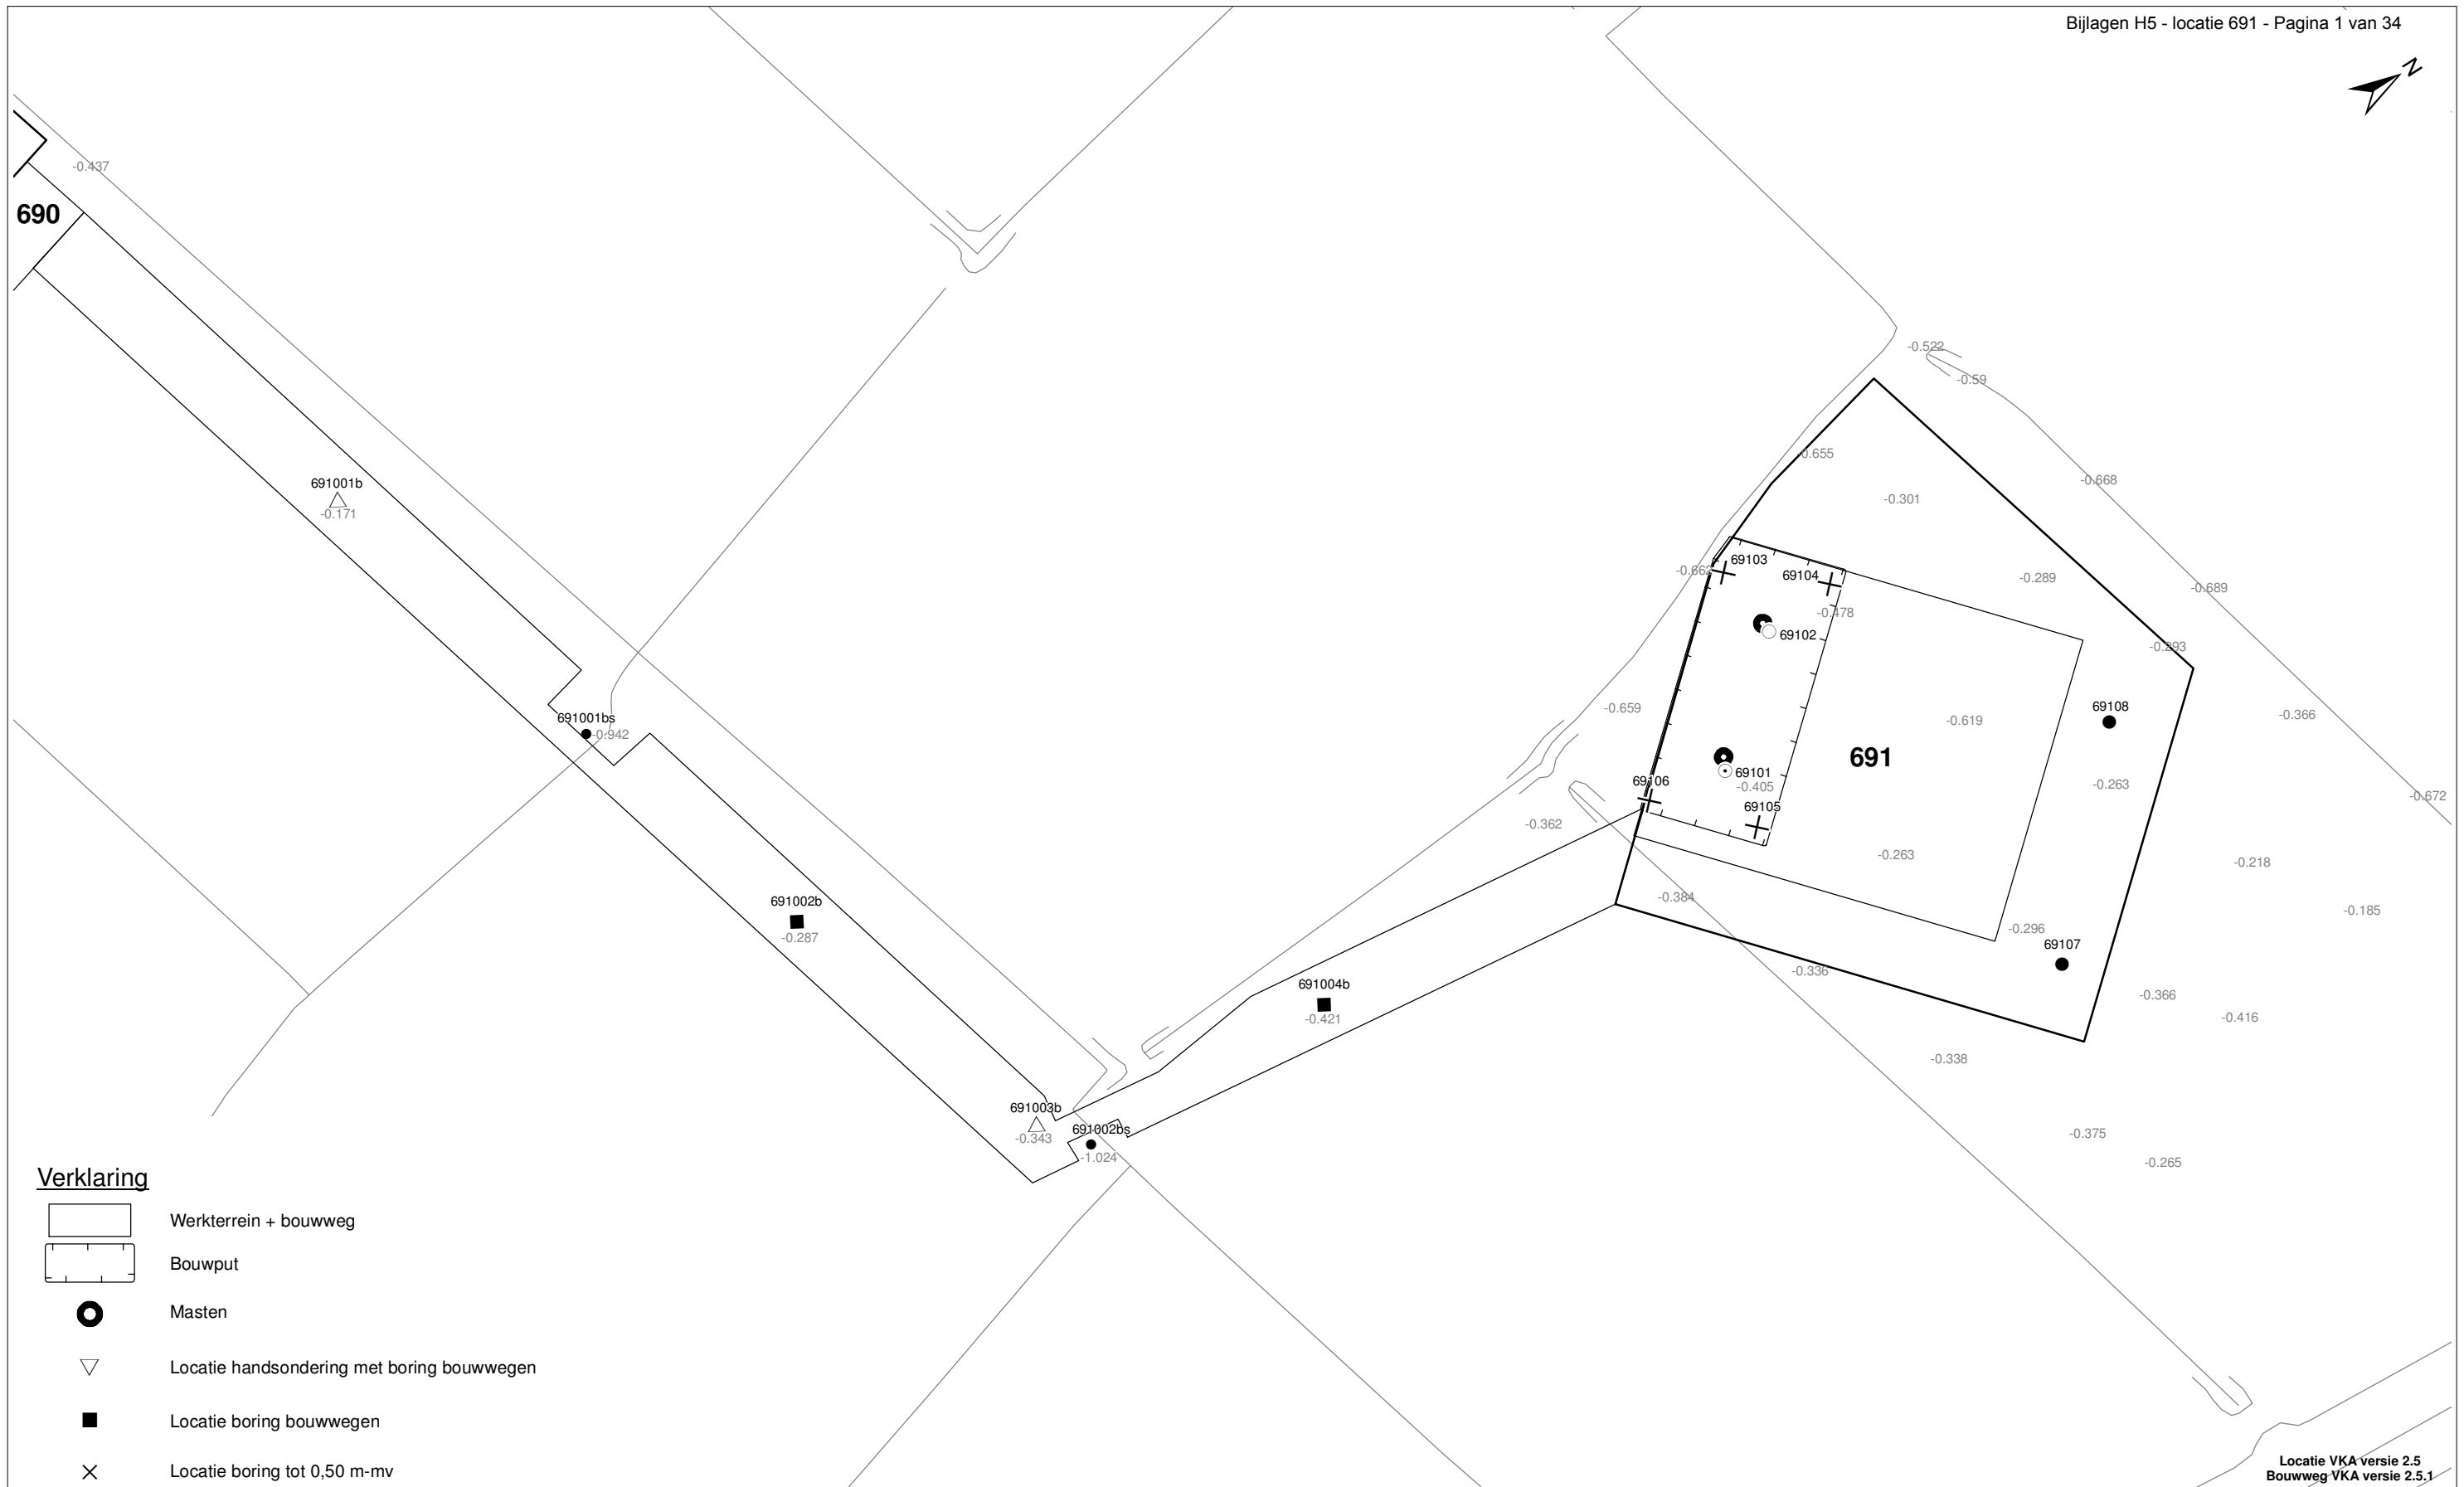 Bijlagen H5 - locatie 691 - Pagina 1 van 34
N
-0.437
690
-0.522
-0.59
-0.655
-0.668
691001b
-0.171
-0.301
69103
-0.662
69104
-0.289
-0.689
-0.478
69102
-0.293
691001bs
-0.942
-0.659
-0.619
69108
-0.366
691
69101
-0.405
69106
-0.263
-0.672
69105
-0.362
-0.263
-0.218
691002b
-0.287
-0.384
-0.185
-0.296
69107
-0.336
691004b
-0.421
-0.366
-0.416
-0.338
691003b
-0.343
691002bs
-1.024
-0.375
-0.265
Verklaring
Werkterrein + bouwweg
Bouwput
Masten
Locatie handsondering met boring bouwwegen
Locatie boring bouwwegen
Locatie boring tot 0,50 m-mv
Locatie VKA versie 2.5
Bouwweg VKA versie 2.5.1